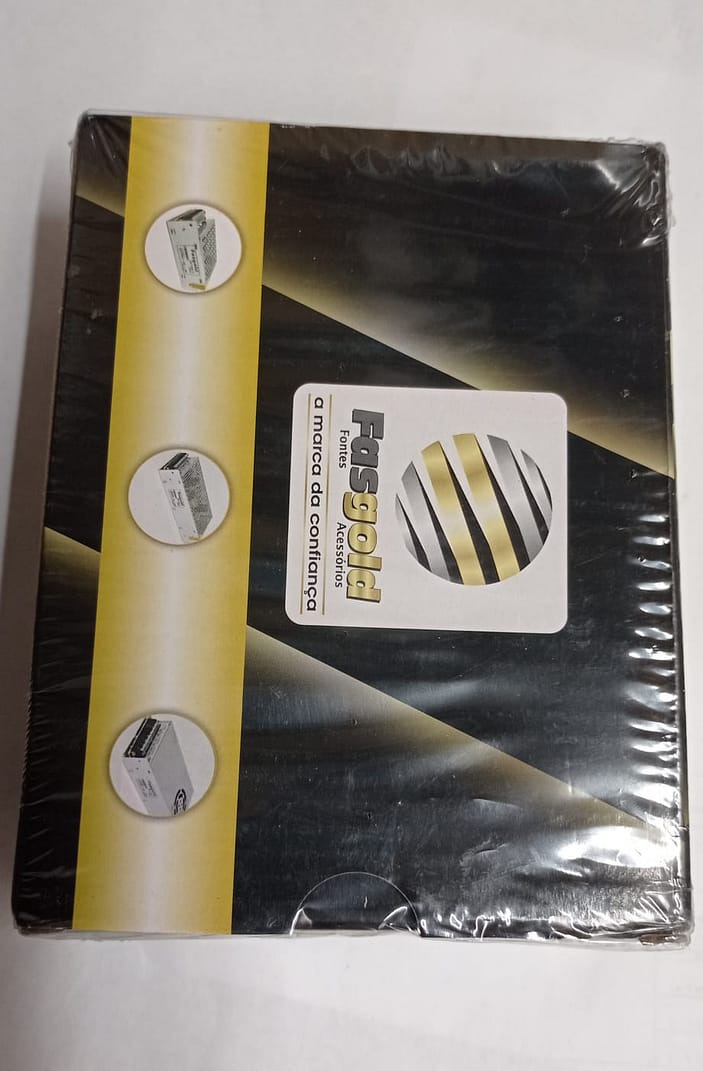 Fasgold
Fontes Acessórios
a marca da confiança